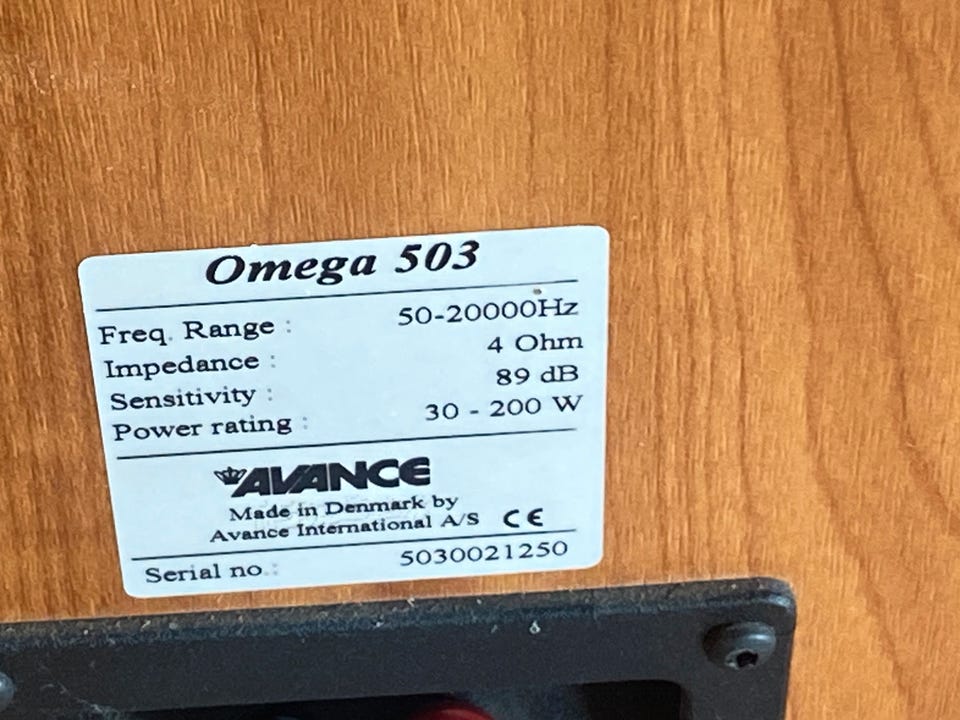 Omega 503
Freq. Range : 50-20000Hz
Impedance : 4 Ohm
Sensitivity : 89 dB
Power rating : 30 - 200 W
AVANCE
Made in Denmark by
Avance International A/S CE
Serial no.: 5030021250